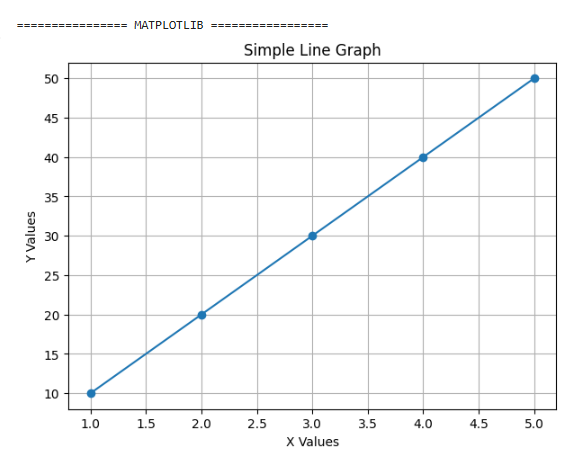 ================ MATPLOTLIB =================
Simple Line Graph
50
45
40
35
30
25
20
15
10
Y Values
1.0 1.5 2.0 2.5 3.0 3.5 4.0 4.5 5.0
X Values